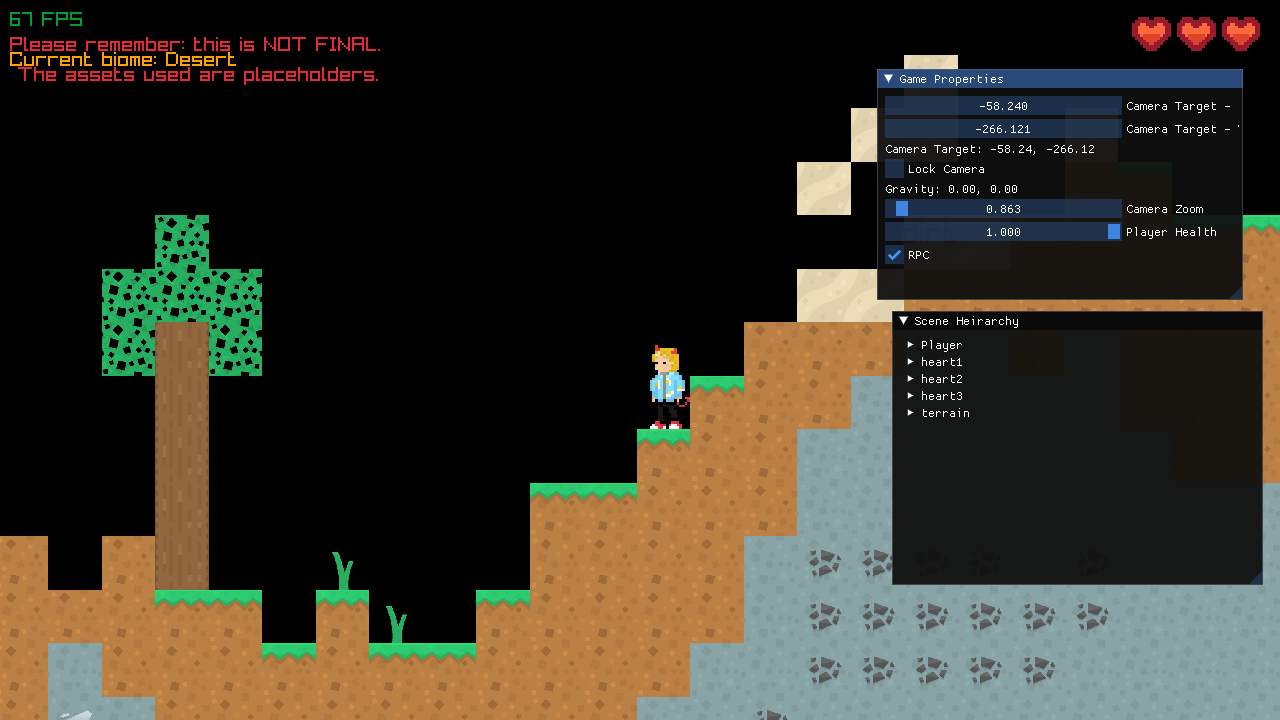 67 FPS
Please remember: this is NOT FINAL.
Current biome: Desert
The assets used are placeholders.
Game Properties
-58.240 Camera Target -
-266.121 Camera Target -
Camera Target: -58.24, -266.12
Lock Camera
Gravity: 0.00, 0.00
0.863 Camera Zoom
1.000 Player Health
RPC
Scene Heirarchy
Player
heart1
heart2
heart3
terrain